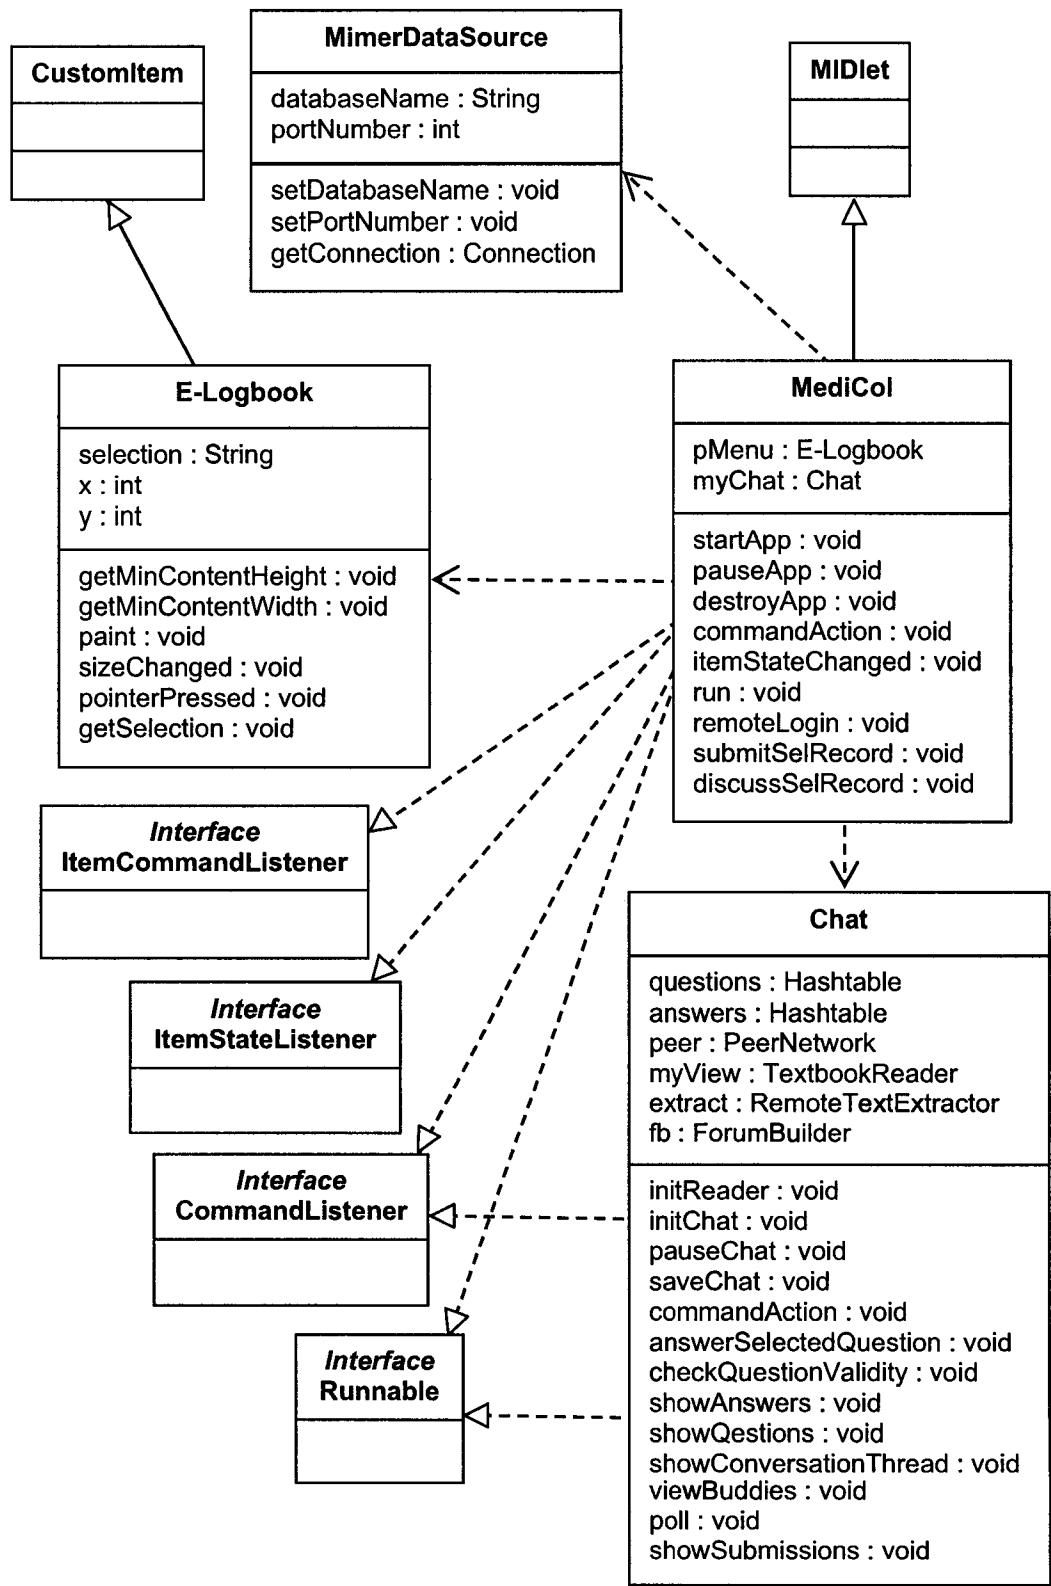 CustomItem
MimerDataSource
databaseName : String
portNumber : int
setDatabaseName : void
setPortNumber : void
getConnection : Connection
MIDlet
E-Logbook
selection : String
x : int
y : int
getMinContentHeight : void
getMinContentWidth : void
paint : void
sizeChanged : void
pointerPressed : void
getSelection : void
MediCol
pMenu : E-Logbook
myChat : Chat
startApp : void
pauseApp : void
destroyApp : void
commandAction : void
itemStateChanged : void
run : void
remoteLogin : void
submitSelRecord : void
discussSelRecord : void
Interface
ItemCommandListener
Interface
ItemStateListener
Interface
CommandListener
Interface
Runnable
Chat
questions : Hashtable
answers : Hashtable
peer : PeerNetwork
myView : TextbookReader
extract : RemoteTextExtractor
fb : ForumBuilder
initReader : void
initChat : void
pauseChat : void
saveChat : void
commandAction : void
answerSelectedQuestion : void
checkQuestionValidity : void
showAnswers : void
showQestions : void
showConversationThread : void
viewBuddies : void
poll : void
showSubmissions : void